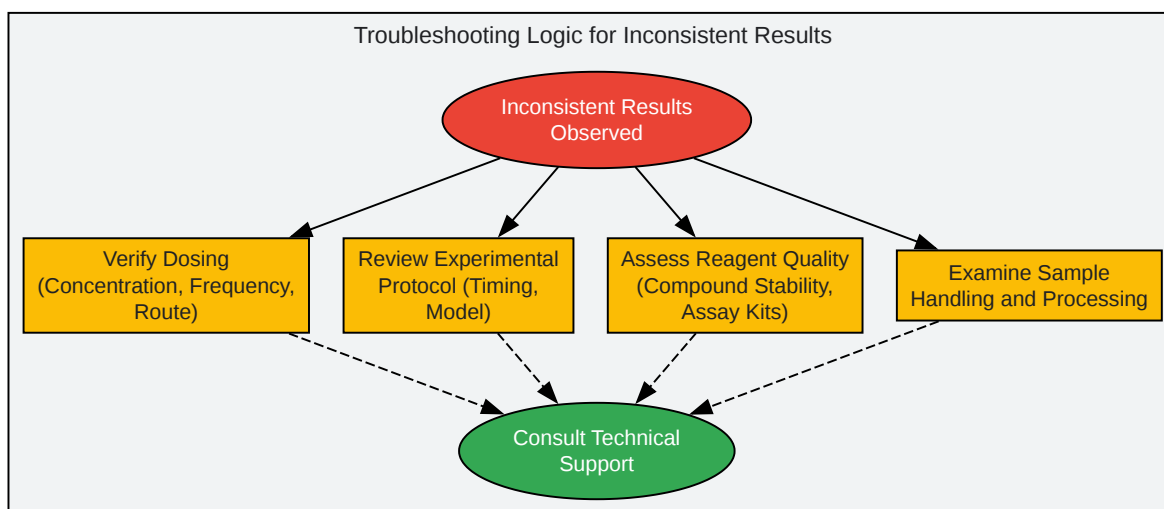 Troubleshooting Logic for Inconsistent Results
Inconsistent Results
Observed
Verify Dosing
(Concentration, Frequency,
Route)
Review Experimental
Protocol (Timing,
Model)
Assess Reagent Quality
(Compound Stability,
Assay Kits)
Examine Sample
Handling and Processing
Consult Technical
Support